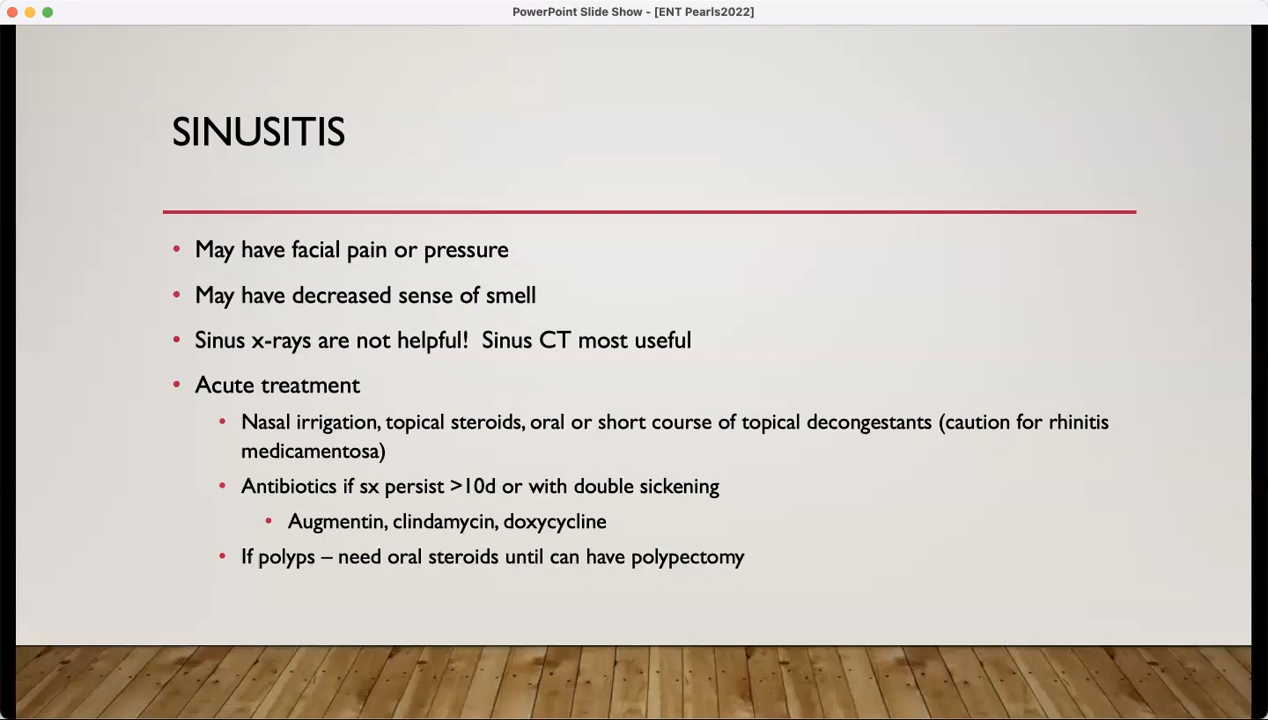 PowerPoint Slide Show - [ENT Pearls2022]
SINUSITIS
• May have facial pain or pressure
• May have decreased sense of smell
• Sinus x-rays are not helpful!  Sinus CT most useful
• Acute treatment
• Nasal irrigation, topical steroids, oral or short course of topical decongestants (caution for rhinitis
medicamentosa)
• Antibiotics if sx persist >10d or with double sickening
• Augmentin, clindamycin, doxycycline
• If polyps – need oral steroids until can have polypectomy